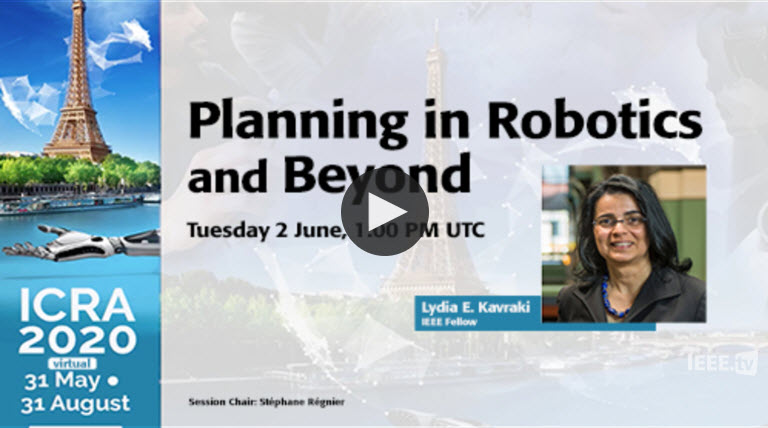 Planning in Robotics
and Beyond
Tuesday 2 June, 1:00 PM UTC
Lydia E. Kavraki
IEEE Fellow
ICRA
2020
virtual
31 May ●
31 August
Session Chair: Stéphane Régnier
IEEE.tv